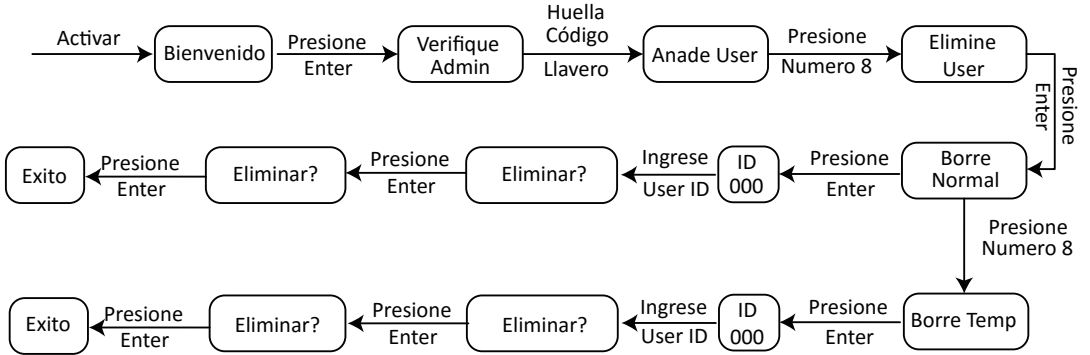 Activar
Bienvenido
Presione
Enter
Verifique
Admin
Huella
Código
Llavero
Anade User
Presione
Numero 8
Elimine
User
Presione
Enter
Borre
Normal
Presione
Enter
ID
000
Ingrese
User ID
Eliminar?
Presione
Enter
Eliminar?
Presione
Enter
Exito
Presione
Numero 8
Borre Temp
Presione
Enter
ID
000
Ingrese
User ID
Eliminar?
Presione
Enter
Eliminar?
Presione
Enter
Exito